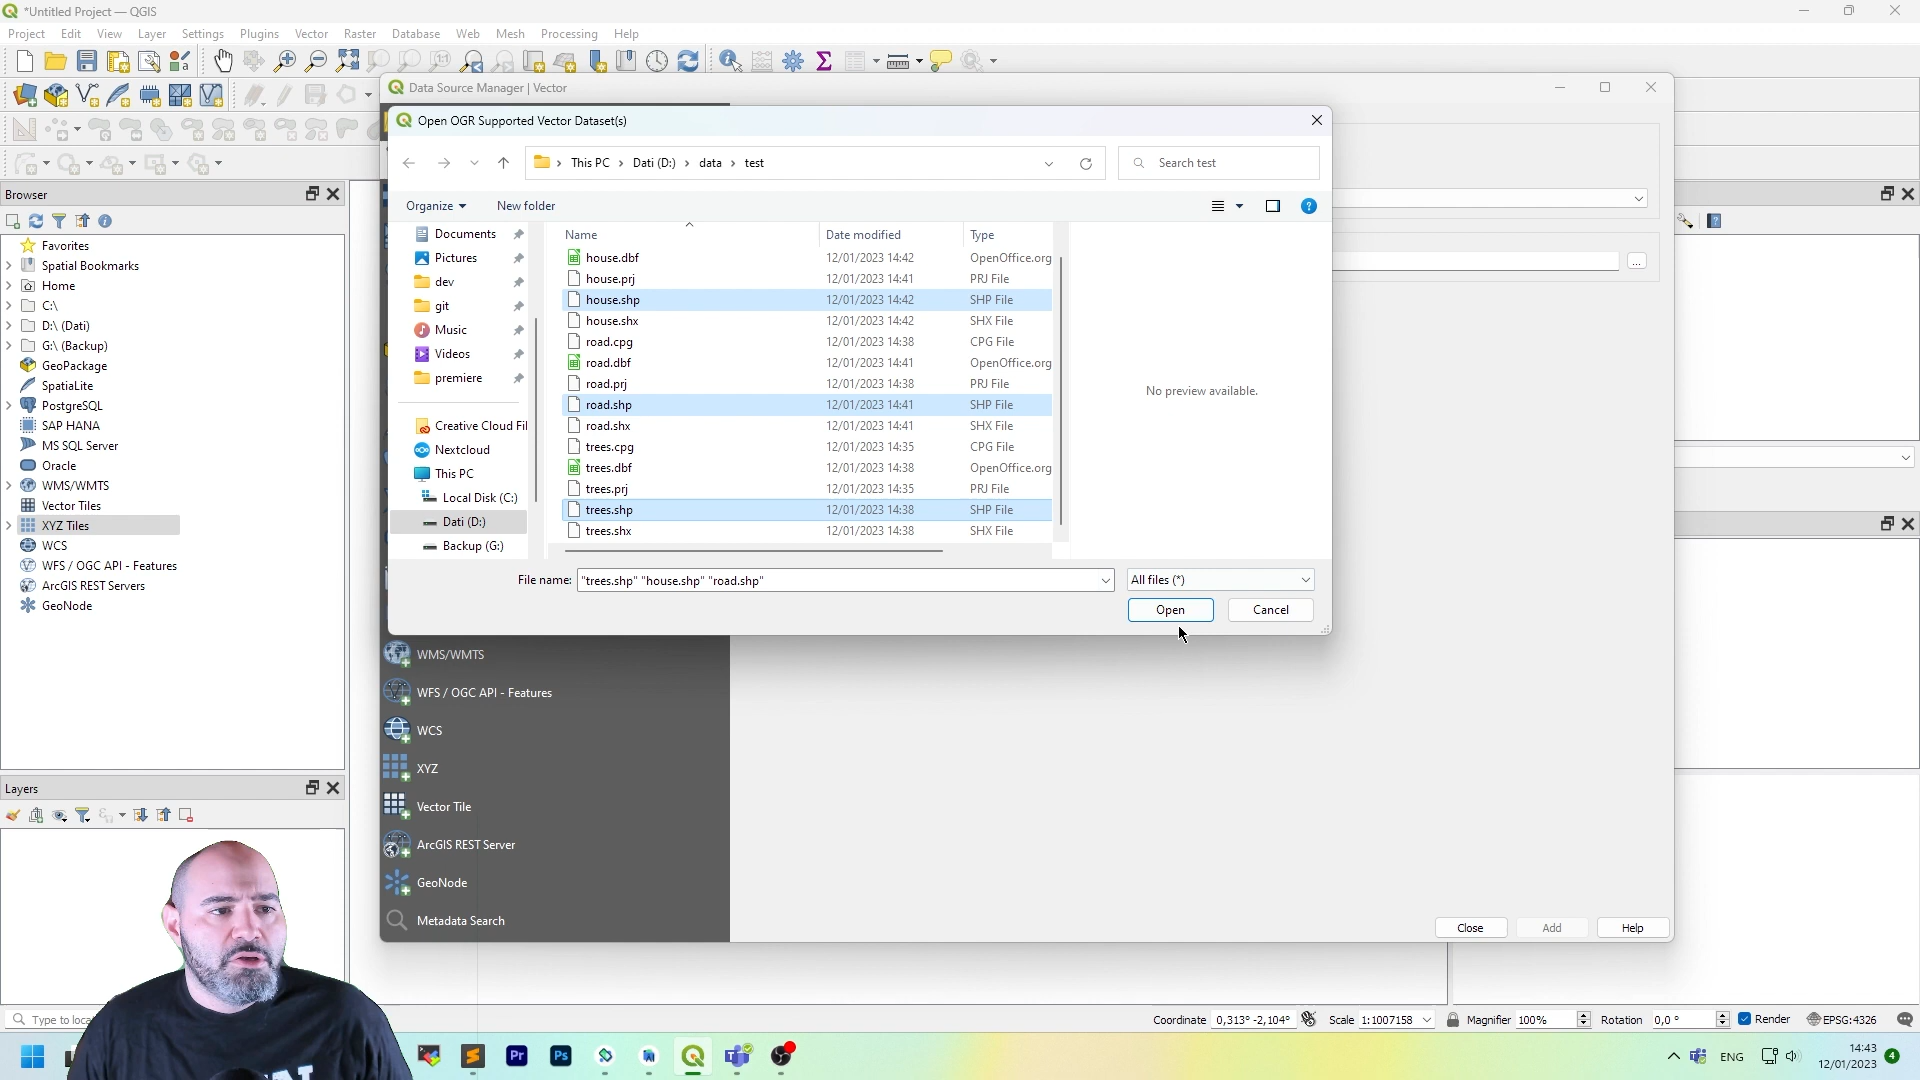 *Untitled Project — QGIS
Project Edit View Layer Settings Plugins Vector Raster Database Web Mesh Processing Help
Data Source Manager | Vector
Open OGR Supported Vector Dataset(s)
This PC > Dati (D:) > data > test
Search test
Organize New folder
Browser
Favorites
Spatial Bookmarks
Home
C:\
D:\ (Dati)
G:\ (Backup)
GeoPackage
SpatiaLite
PostgreSQL
SAP HANA
MS SQL Server
Oracle
WMS/WMTS
Vector Tiles
XYZ Tiles
WCS
WFS / OGC API - Features
ArcGIS REST Servers
GeoNode
Documents
Pictures
dev
git
Music
Videos
premiere
Creative Cloud Fil
Nextcloud
This PC
Local Disk (C:)
Dati (D:)
Backup (G:)
Name Date modified Type
house.dbf 12/01/2023 14:42 OpenOffice.org
house.prj 12/01/2023 14:41 PRJ File
house.shp 12/01/2023 14:42 SHP File
house.shx 12/01/2023 14:42 SHX File
road.cpg 12/01/2023 14:38 CPG File
road.dbf 12/01/2023 14:41 OpenOffice.org
road.prj 12/01/2023 14:38 PRJ File
road.shp 12/01/2023 14:41 SHP File
road.shx 12/01/2023 14:41 SHX File
trees.cpg 12/01/2023 14:35 CPG File
trees.dbf 12/01/2023 14:38 OpenOffice.org
trees.prj 12/01/2023 14:35 PRJ File
trees.shp 12/01/2023 14:38 SHP File
trees.shx 12/01/2023 14:38 SHX File
No preview available.
File name: "trees.shp" "house.shp" "road.shp"
All files (*)
Open Cancel
WMS/WMTS
WFS / OGC API - Features
WCS
XYZ
Vector Tile
ArcGIS REST Server
GeoNode
Metadata Search
Close Add Help
Layers
Type to loca
Coordinate 0,313° -2,104° Scale 1:1007158 Magnifier 100% Rotation 0,0 ° Render EPSG:4326
Pr Ps
ENG
14:43
12/01/2023
4